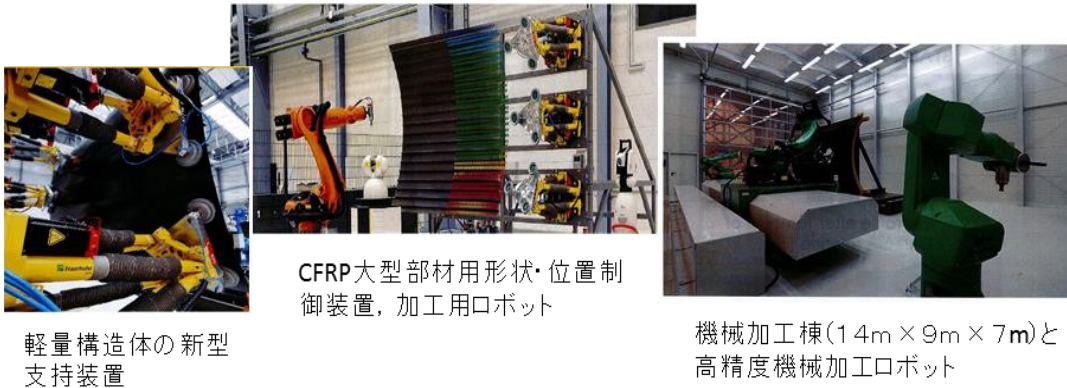 軽量構造体の新型
支持装置
CFRP大型部材用形状・位置制
御装置, 加工用ロボット
機械加工棟(14m×9m×7m)と
高精度機械加工ロボット
Fraunhofer